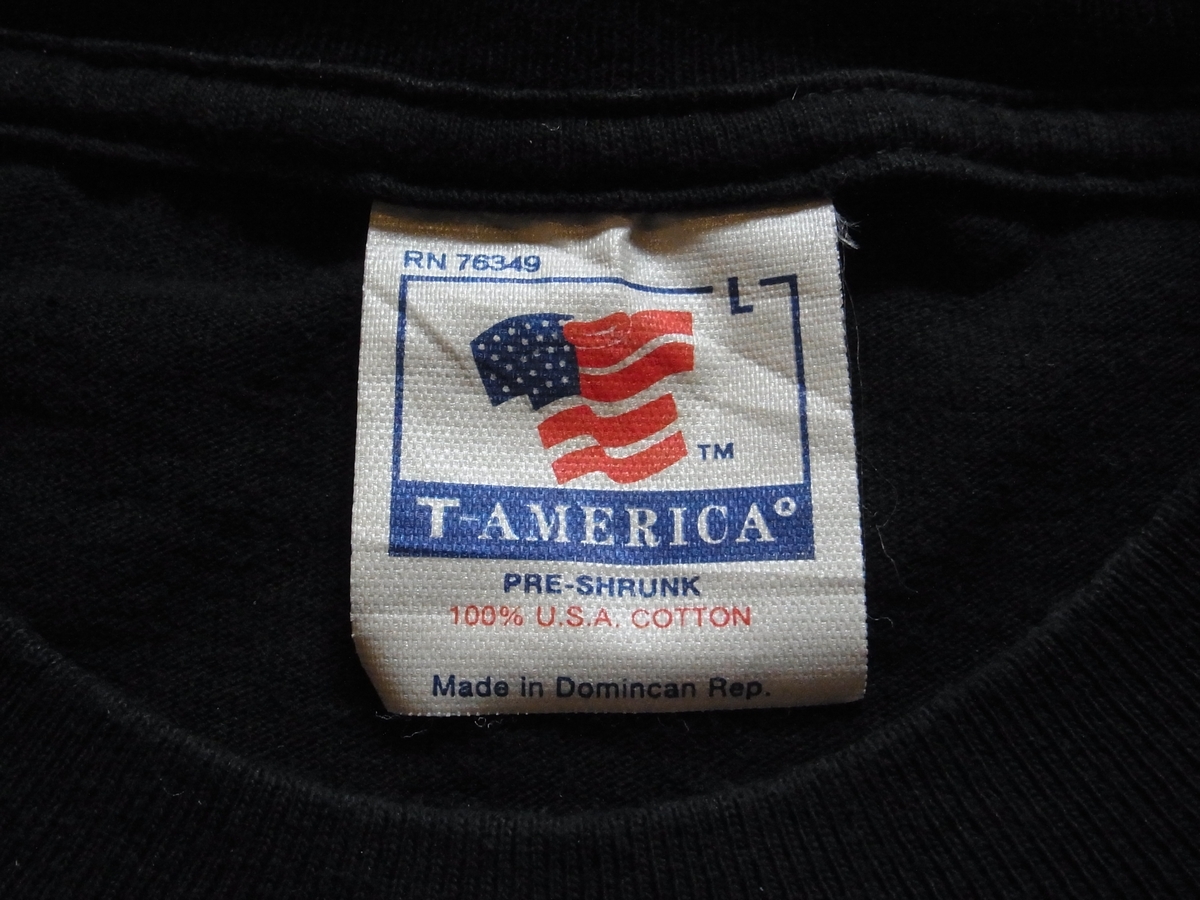 RN 76349
L
TM
T-AMERICA®
PRE-SHRUNK
100% U.S.A. COTTON
Made in Domincan Rep.